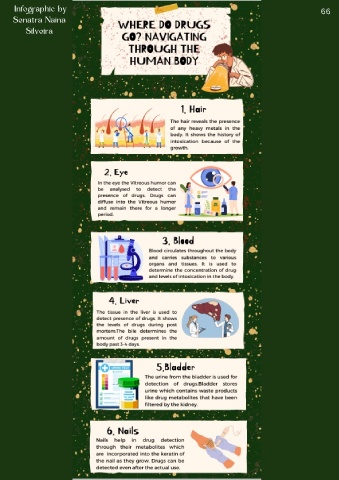 Infographic by
Senatra Nana
Silveira
66
WHERE DO DRUGS
GO? NAVIGATING
THROUGH THE
HUMAN BODY
1. Hair
The hair reveals the presence
of any heavy metals in the
body. It shows the history of
intoxication because of the
growth.
2. Eye
In the eye the Vitreous humor can
be analysed to detect the
presence of drugs. Drugs can
diffuse into the Vitreous humor
and remain there for a longer
period.
3. Blood
Blood circulates throughout the body
and carries substances to various
organs and tissues. It is used to
determine the concentration of drug
and levels of intoxication in the body.
4. Liver
The tissue in the liver is used to
detect presence of drugs. It shows
the levels of drugs during post
mortem.The bile determines the
amount of drugs present in the
body past 3-4 days.
5.Bladder
The urine from the bladder is used for
detection of drugs.Bladder stores
urine which contains waste products
like drug metabolites that have been
filtered by the kidney.
6. Nails
Nails help in drug detection
through their metabolites which
are incorporated into the keratin of
the nail as they grow. Drugs can be
detected even after the actual use.